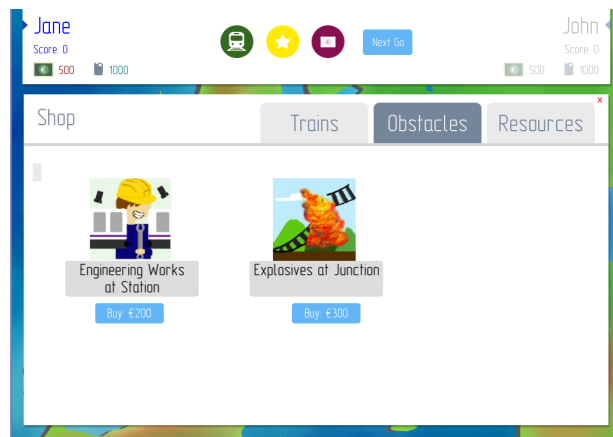 Jane
Score: 0
500 1000
Next Go
John
Score: 0
500 1000
Shop
Trains
Obstacles
Resources
x
Engineering Works
at Station
Buy: €200
Explosives at Junction
Buy: €300